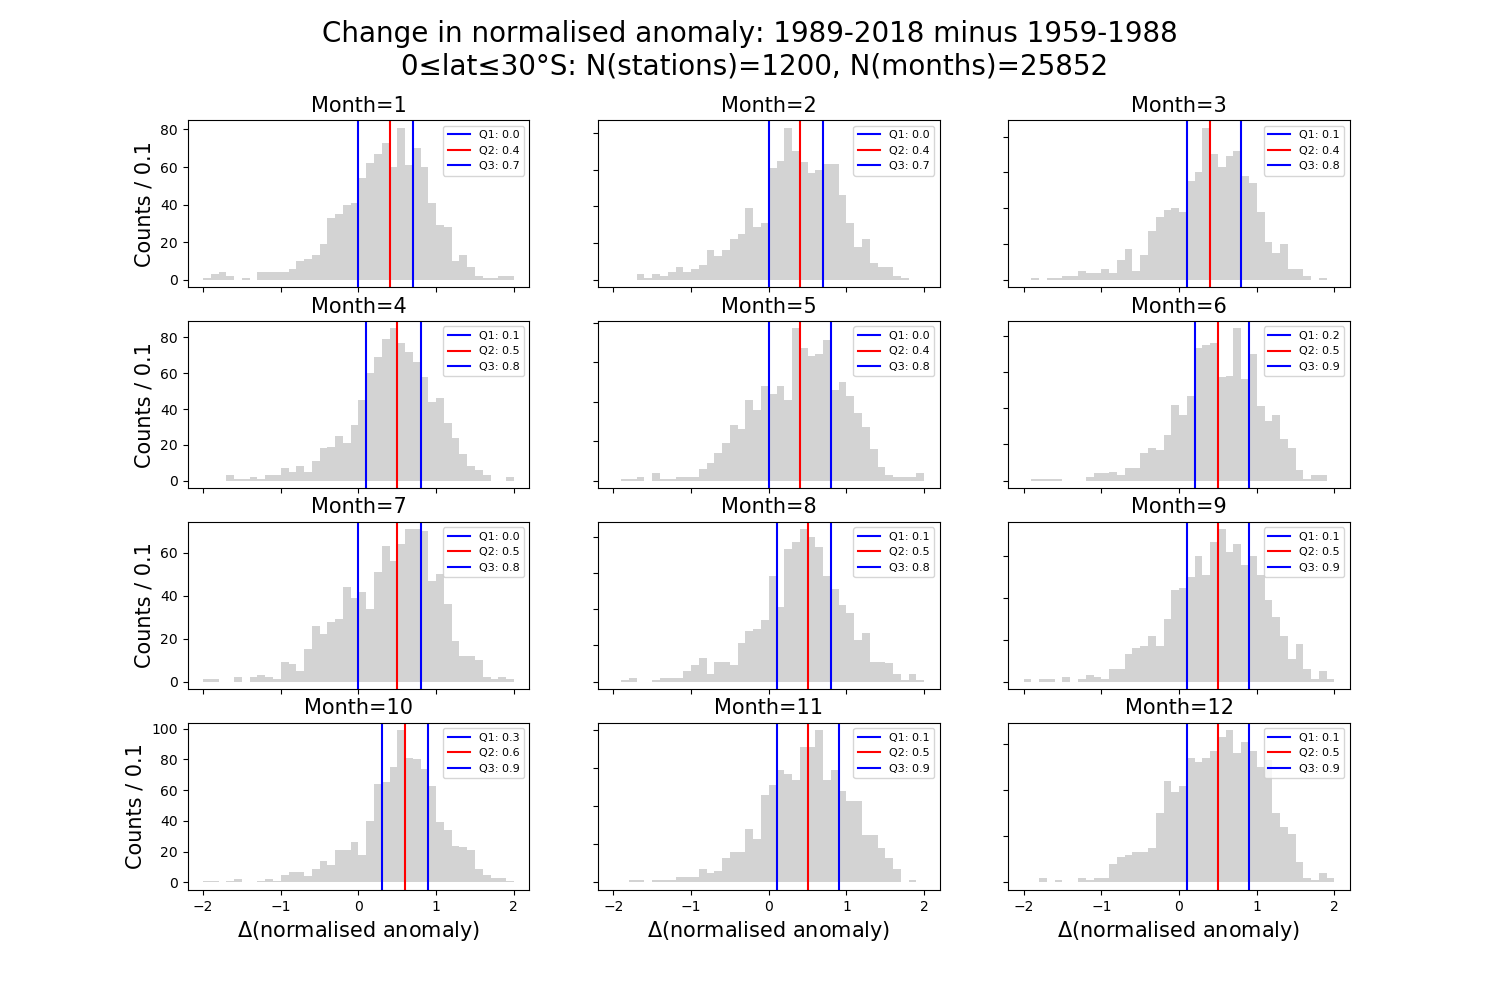 Change in normalised anomaly: 1989-2018 minus 1959-1988
0≤lat≤30°S: N(stations)=1200, N(months)=25852
Month=1
Month=2
Month=3
80
60
40
20
0
Counts / 0.1
Q1: 0.0
Q2: 0.4
Q3: 0.7
Q1: 0.0
Q2: 0.4
Q3: 0.7
Q1: 0.1
Q2: 0.4
Q3: 0.8
Month=4
Month=5
Month=6
80
60
40
20
0
Counts / 0.1
Q1: 0.1
Q2: 0.5
Q3: 0.8
Q1: 0.0
Q2: 0.4
Q3: 0.8
Q1: 0.2
Q2: 0.5
Q3: 0.9
Month=7
Month=8
Month=9
60
40
20
0
Counts / 0.1
Q1: 0.0
Q2: 0.5
Q3: 0.8
Q1: 0.1
Q2: 0.5
Q3: 0.8
Q1: 0.1
Q2: 0.5
Q3: 0.9
Month=10
Month=11
Month=12
100
80
60
40
20
0
Counts / 0.1
Q1: 0.3
Q2: 0.6
Q3: 0.9
Q1: 0.1
Q2: 0.5
Q3: 0.9
Q1: 0.1
Q2: 0.5
Q3: 0.9
−2 −1 0 1 2
−2 −1 0 1 2
−2 −1 0 1 2
Δ(normalised anomaly)
Δ(normalised anomaly)
Δ(normalised anomaly)